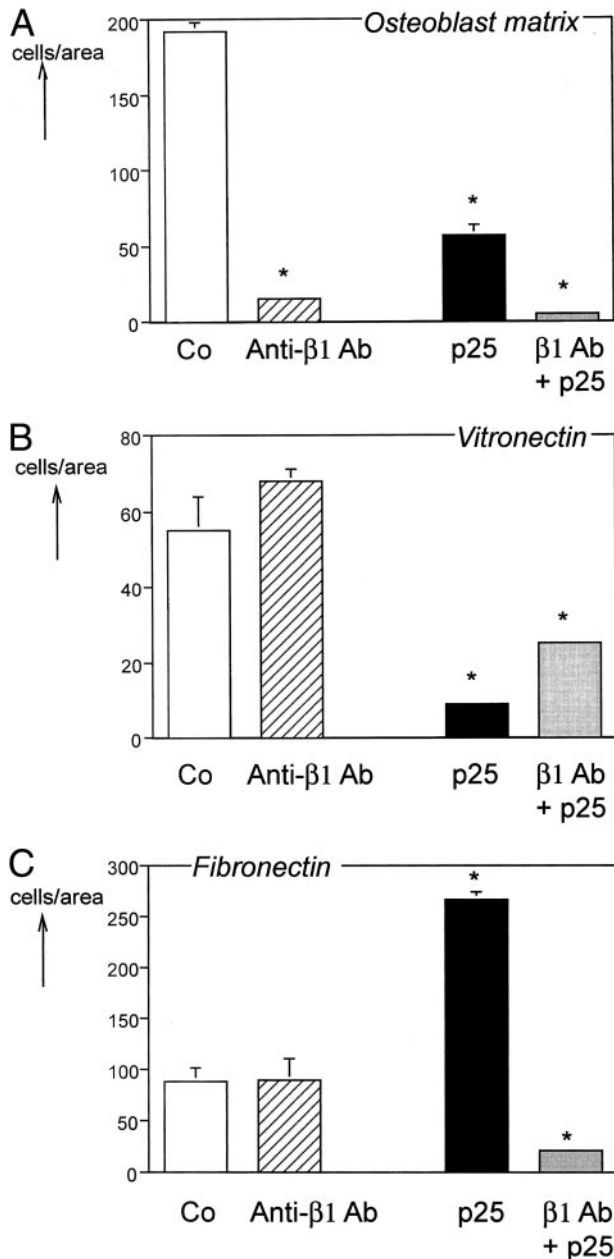 A
Osteoblast matrix
cells/area
200
150
100
50
0
*
*
*
Co Anti-β1 Ab p25 β1 Ab
+ p25
B
Vitronectin
cells/area
80
60
40
20
0
*
*
Co Anti-β1 Ab p25 β1 Ab
+ p25
C
Fibronectin
cells/area
300
250
200
150
100
50
0
*
*
Co Anti-β1 Ab p25 β1 Ab
+ p25